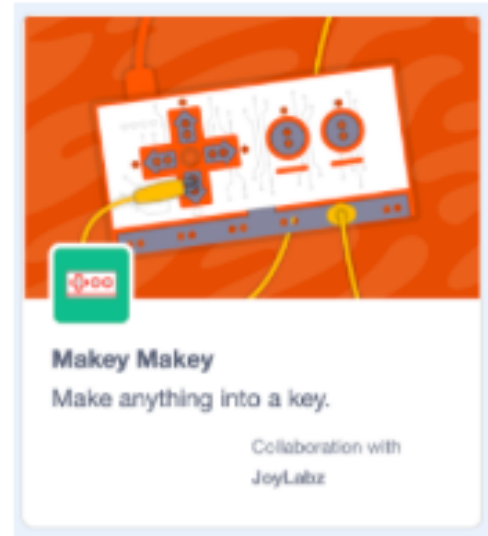 Makey Makey
Make anything into a key.
Collaboration with
JoyLabz